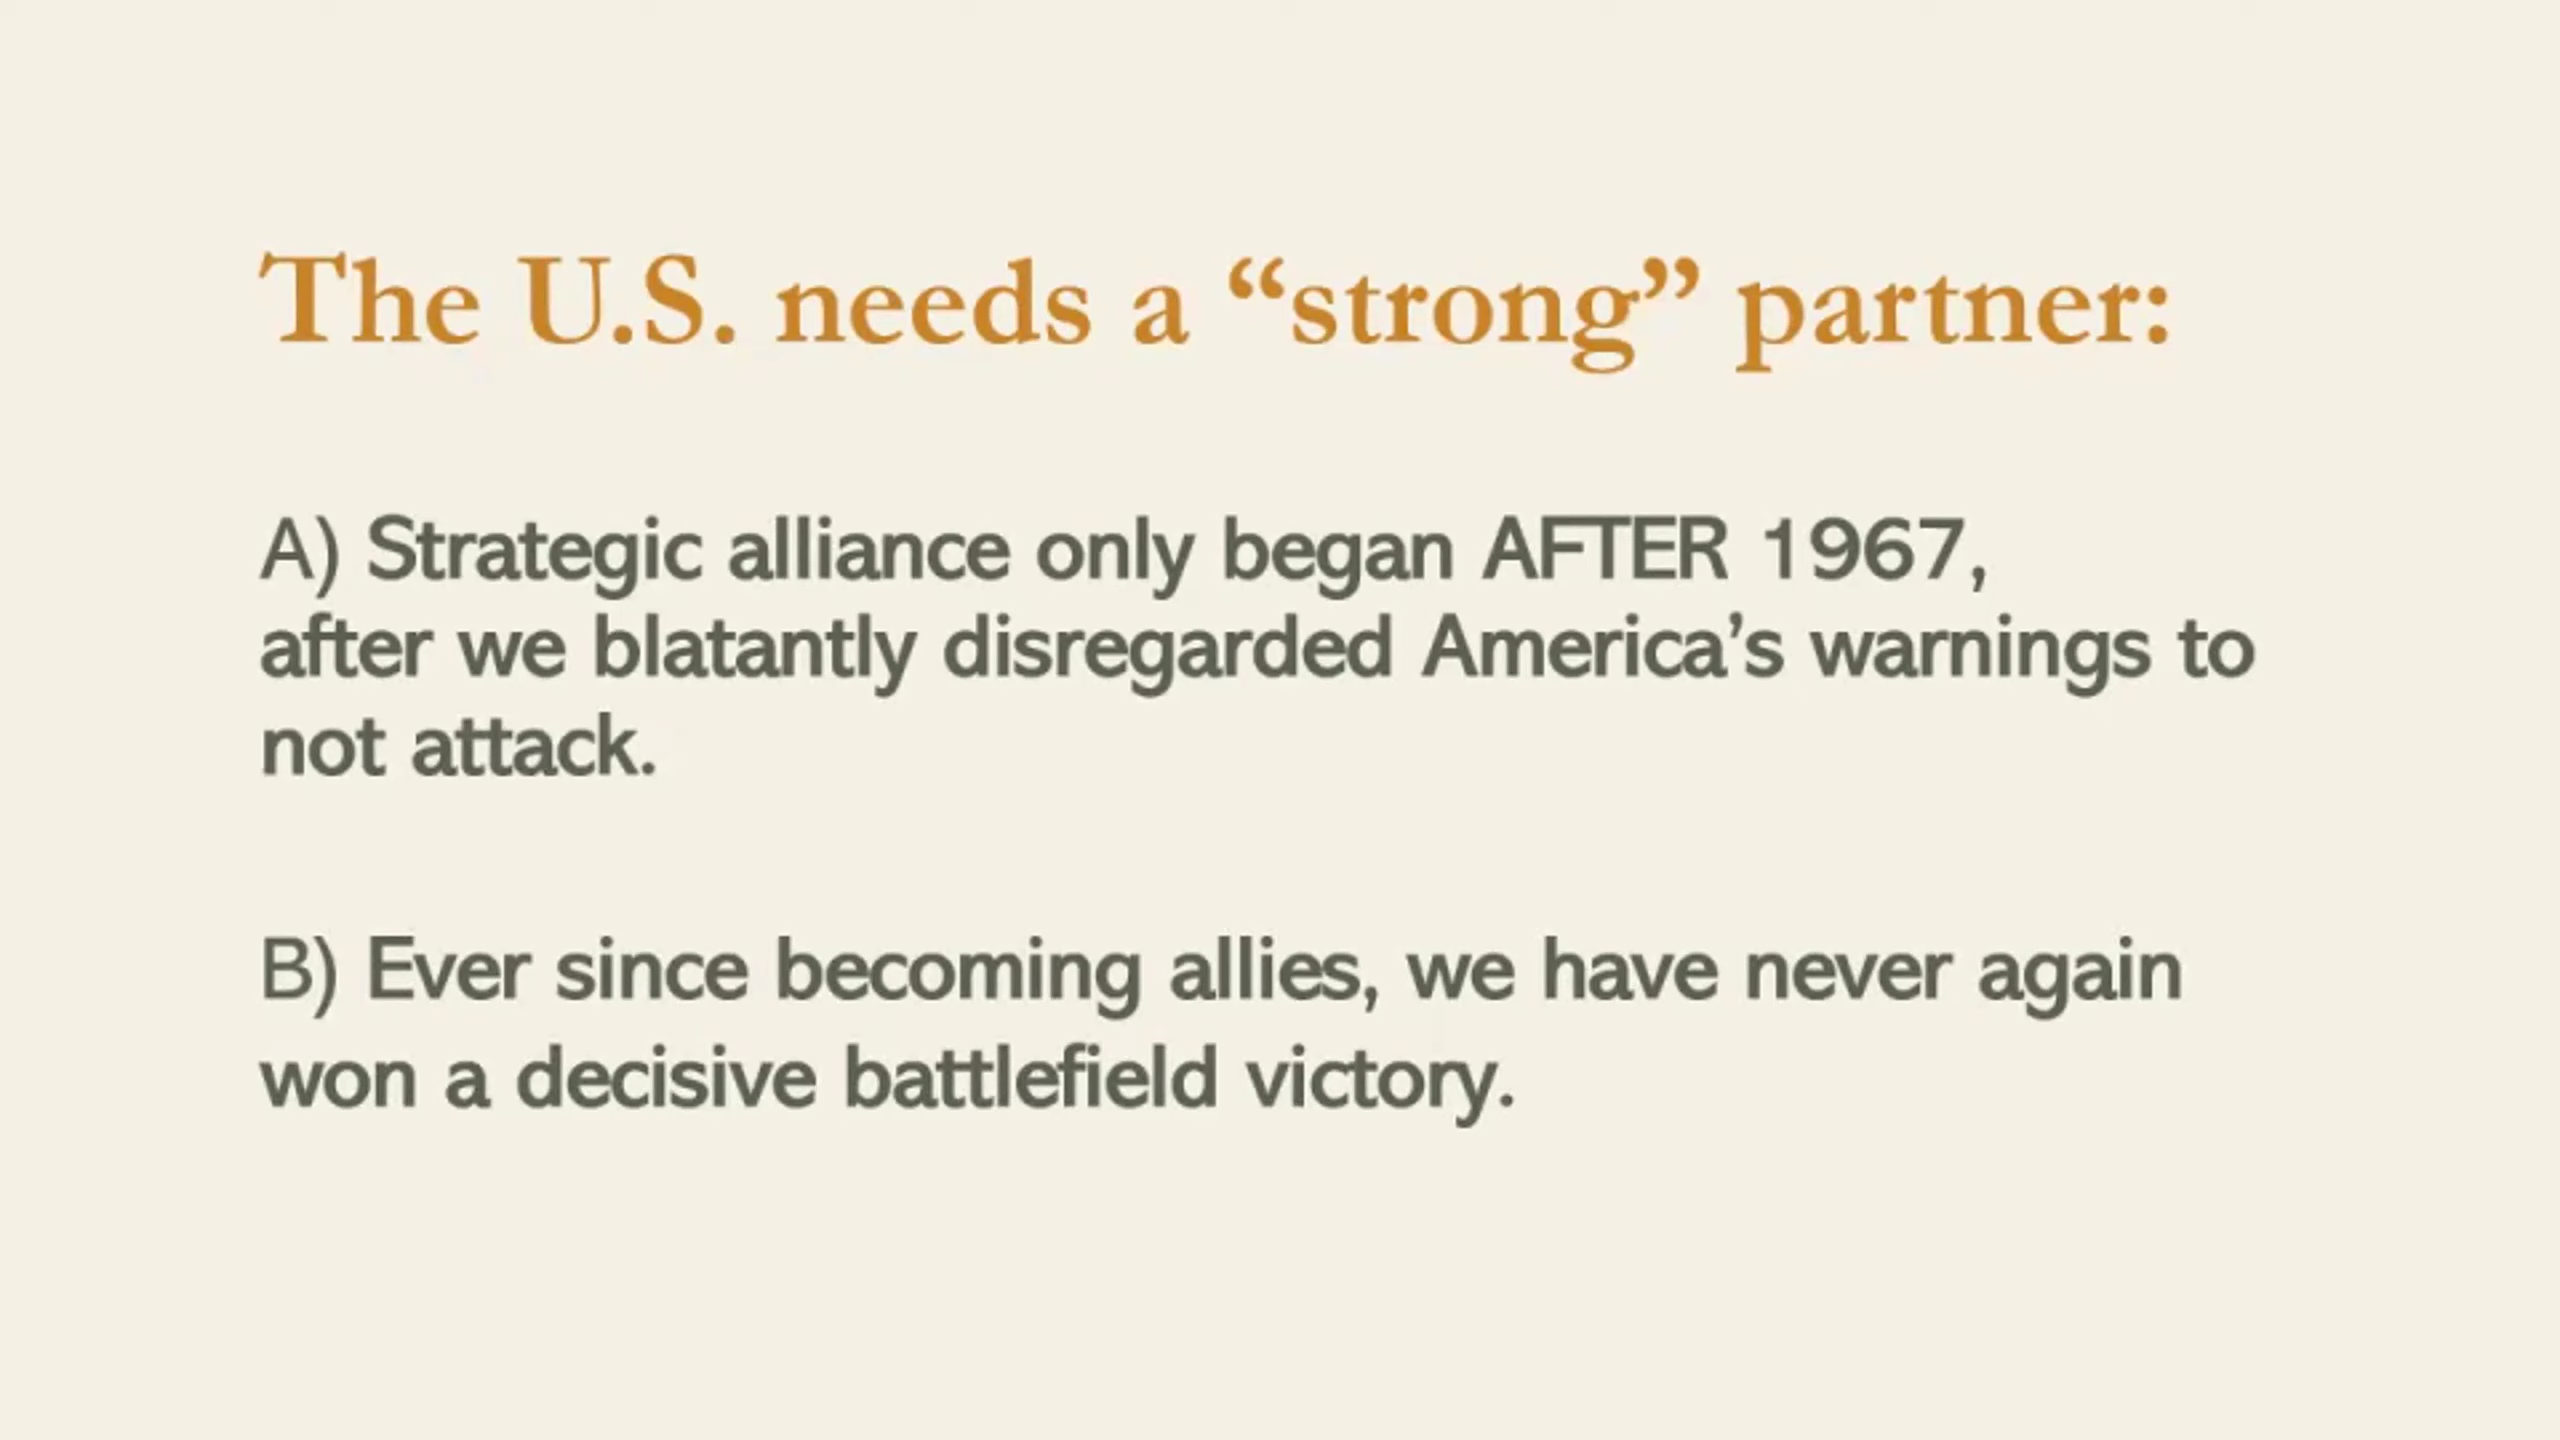 The U.S. needs a “strong” partner:
A) Strategic alliance only began AFTER 1967,
after we blatantly disregarded America’s warnings to
not attack.
B) Ever since becoming allies, we have never again
won a decisive battlefield victory.